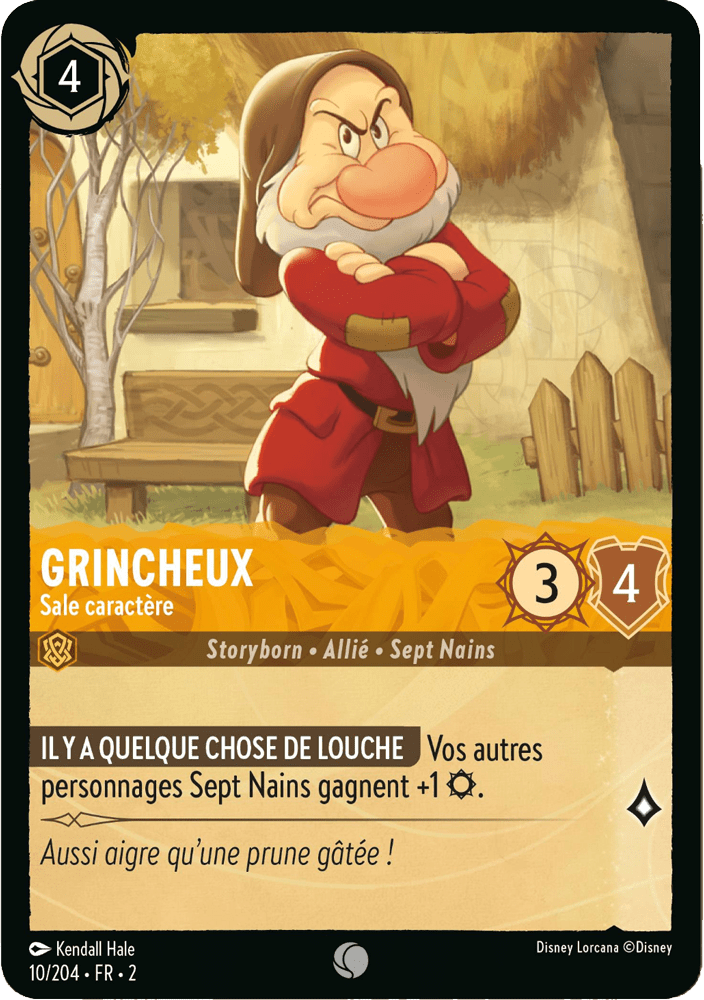 4
GRINCHEUX
Sale caractère
3
4
Storyborn • Allié • Sept Nains
IL Y A QUELQUE CHOSE DE LOUCHE Vos autres
personnages Sept Nains gagnent +1 .
Aussi aigre qu'une prune gâtée !
Kendall Hale
Disney Lorcana ©Disney
10/204 • FR • 2